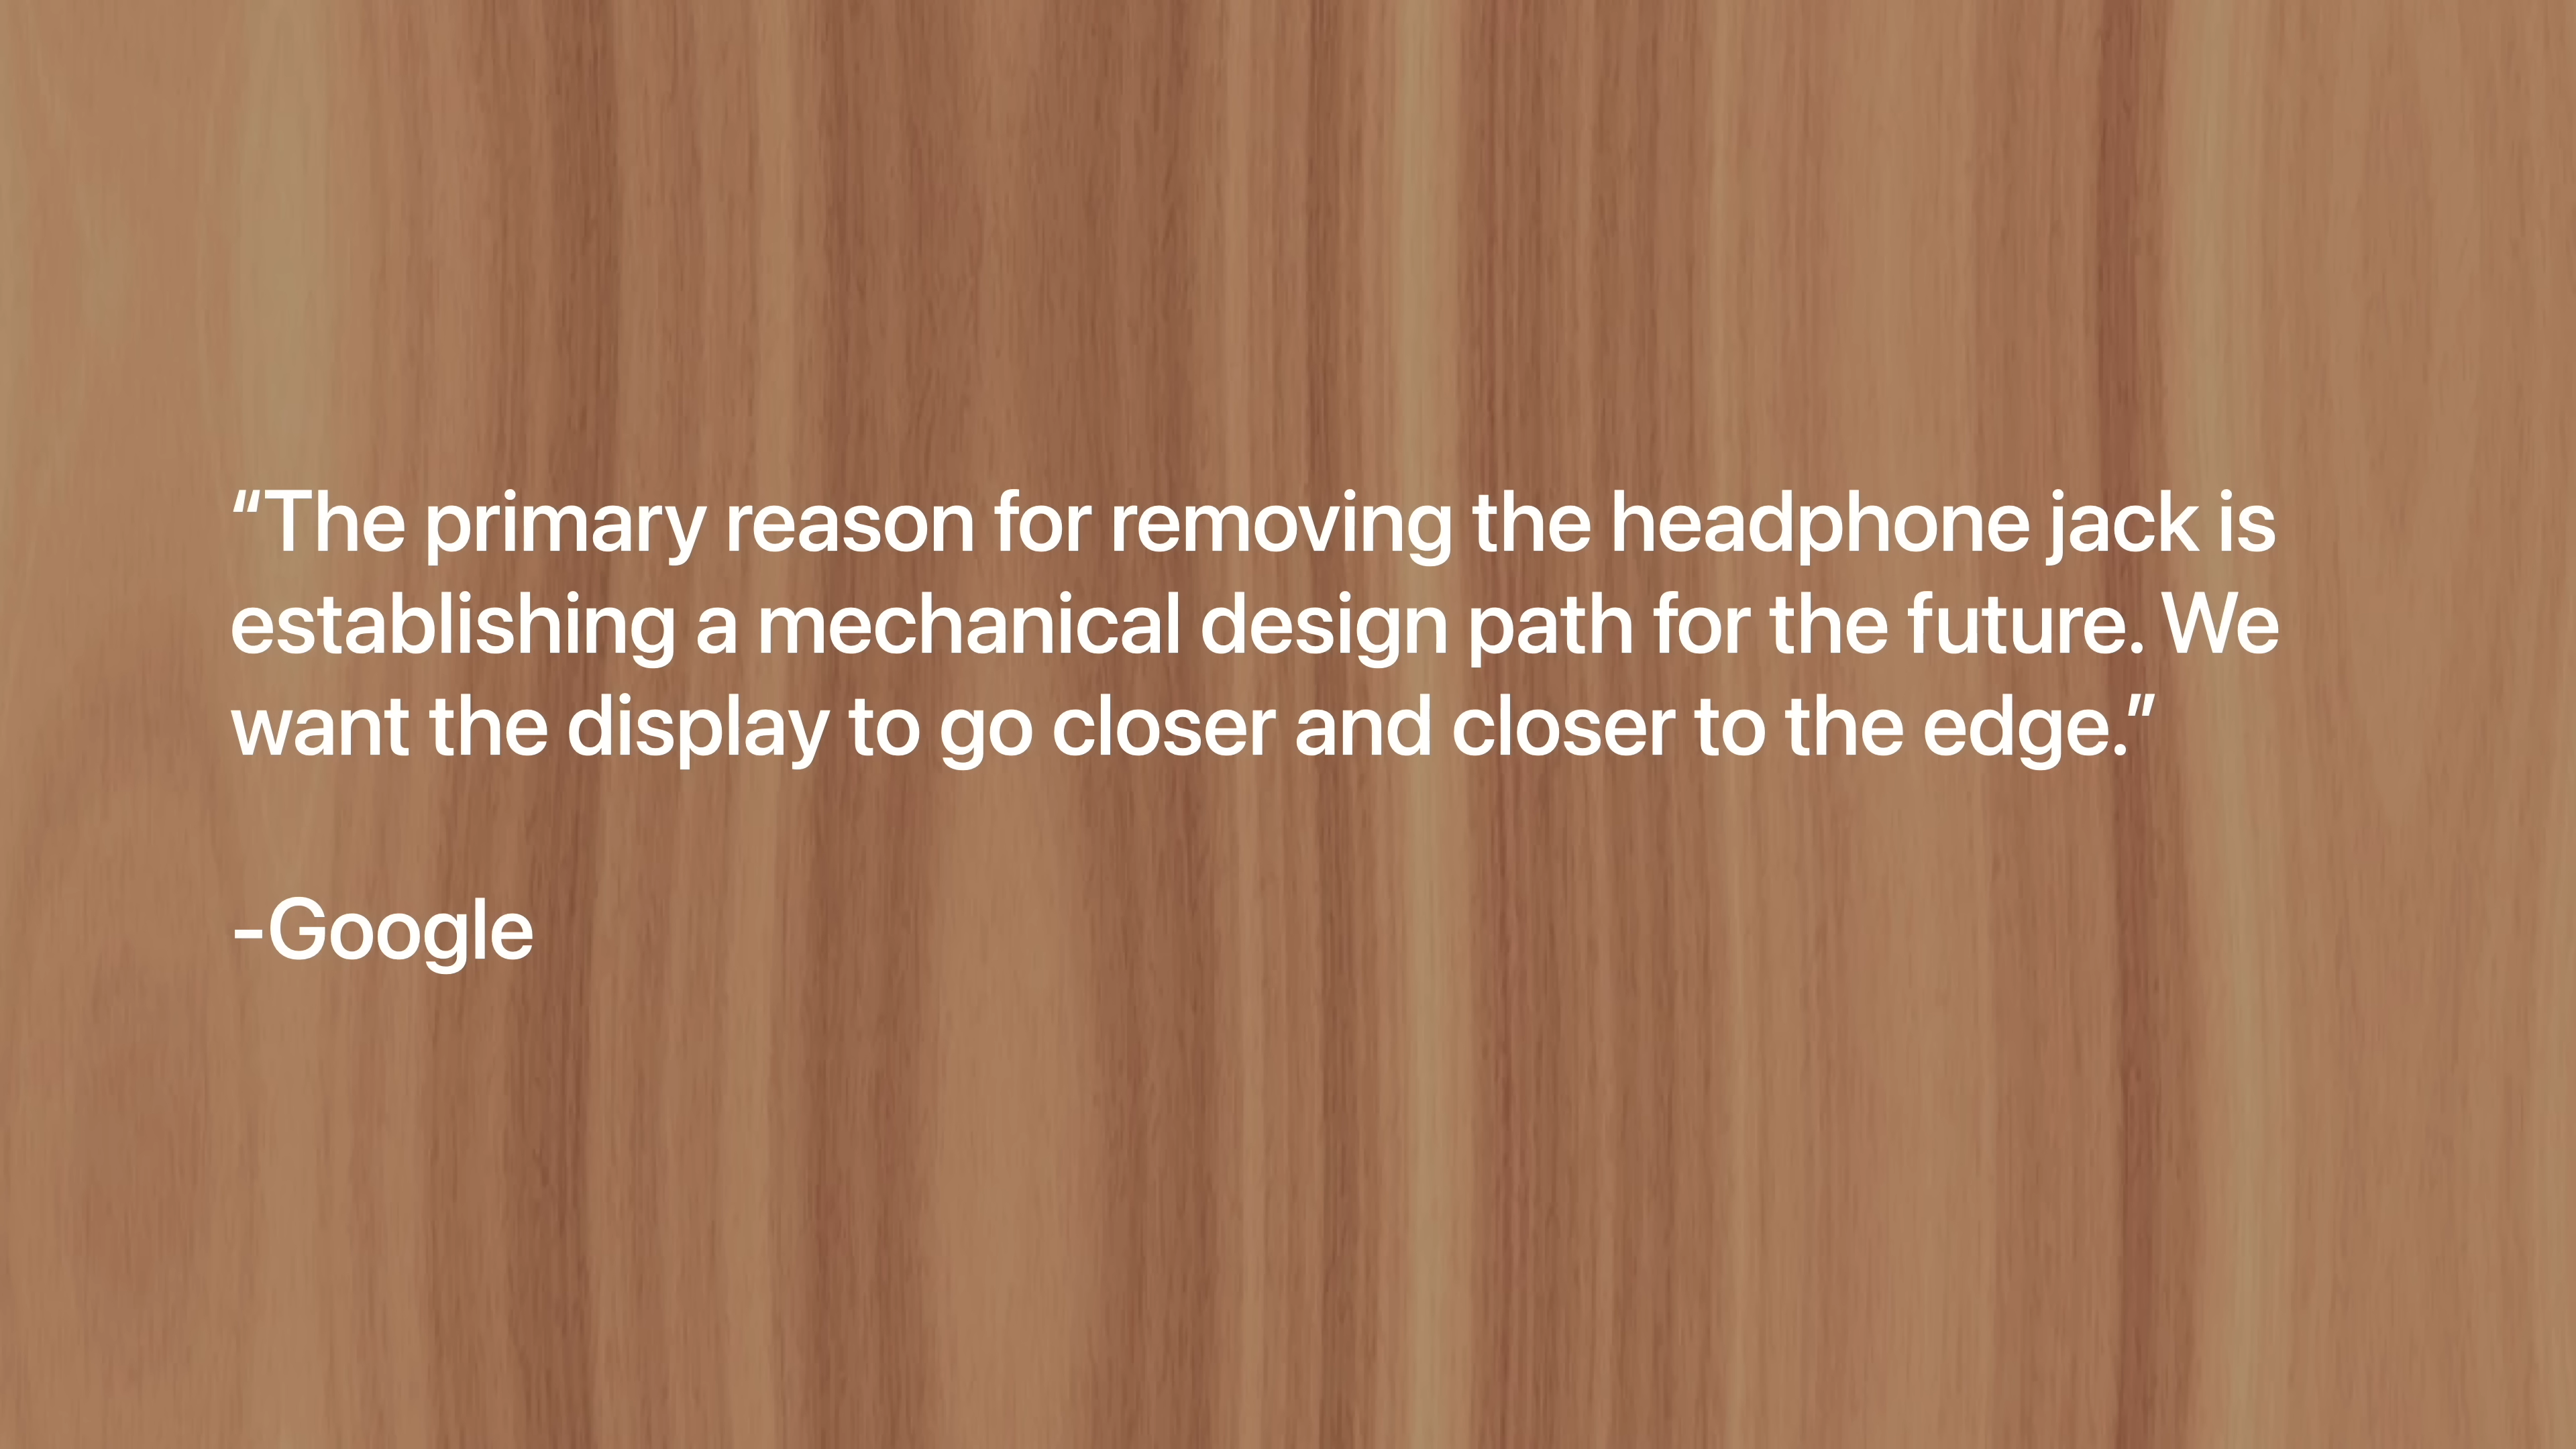 “The primary reason for removing the headphone jack is
establishing a mechanical design path for the future. We
want the display to go closer and closer to the edge.”
-Google